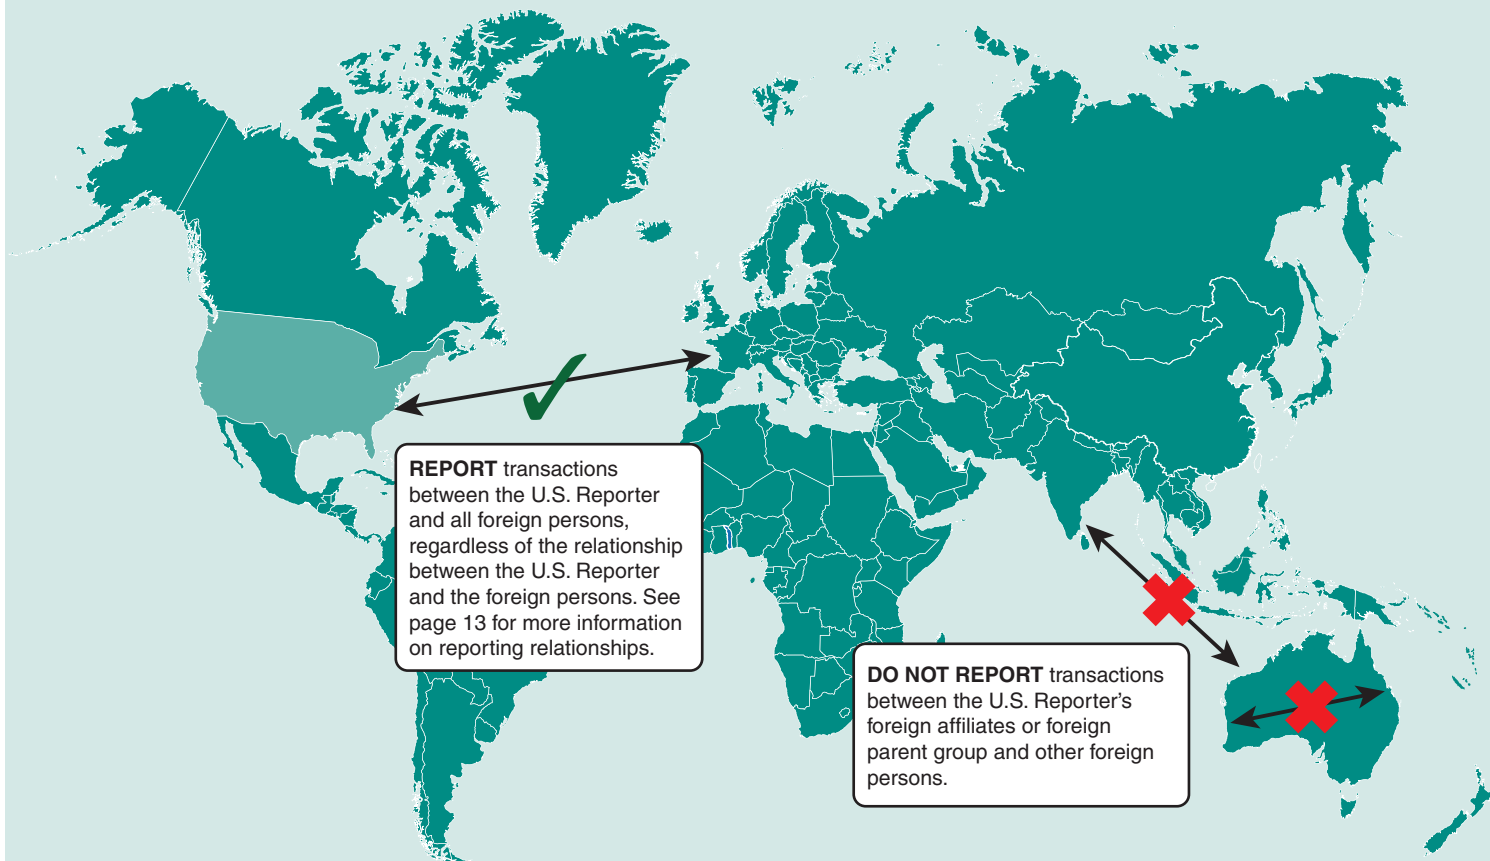 REPORT transactions
between the U.S. Reporter
and all foreign persons,
regardless of the relationship
between the U.S. Reporter
and the foreign persons. See
page 13 for more information
on reporting relationships.
DO NOT REPORT transactions
between the U.S. Reporter’s
foreign affiliates or foreign
parent group and other foreign
persons.